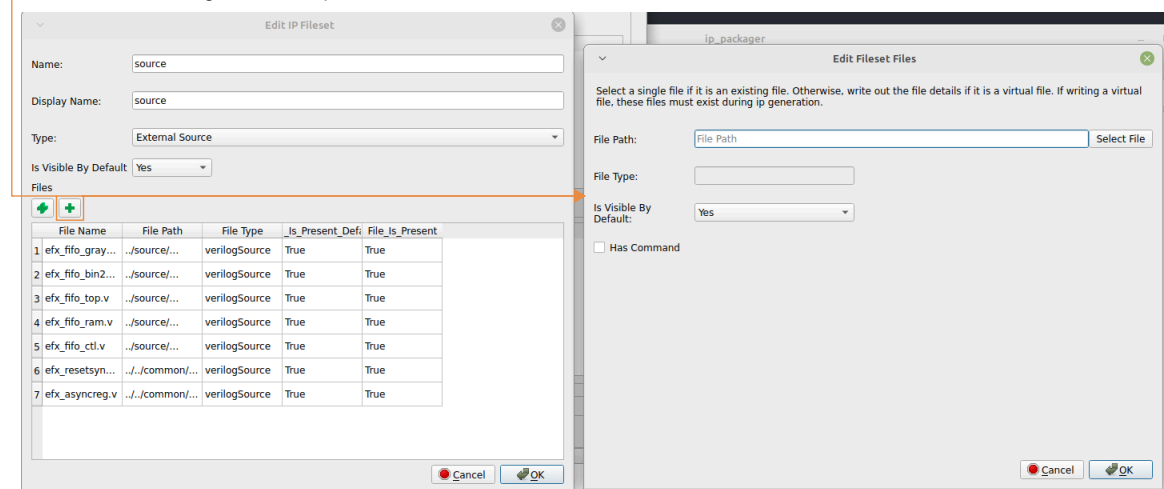 Edit IP Fileset
Name:
source
Display Name:
source
Type:
External Source
Is Visible By Default
Yes
Files
File Name File Path File Type _Is_Present_Defa File_Is_Present
1 efx_fifo_gray... ../source/... verilogSource True True
2 efx_fifo_bin2... ../source/... verilogSource True True
3 efx_fifo_top.v ../source/... verilogSource True True
4 efx_fifo_ram.v ../source/... verilogSource True True
5 efx_fifo_ctl.v ../source/... verilogSource True True
6 efx_resetsyn... ../../common/... verilogSource True True
7 efx_asyncreg.v ../../common/... verilogSource True True
Cancel OK
ip_packager
Edit Fileset Files
Select a single file if it is an existing file. Otherwise, write out the file details if it is a virtual file. If writing a virtual
file, these files must exist during ip generation.
File Path:
File Path
Select File
File Type:
Is Visible By
Default:
Yes
Has Command
Cancel OK